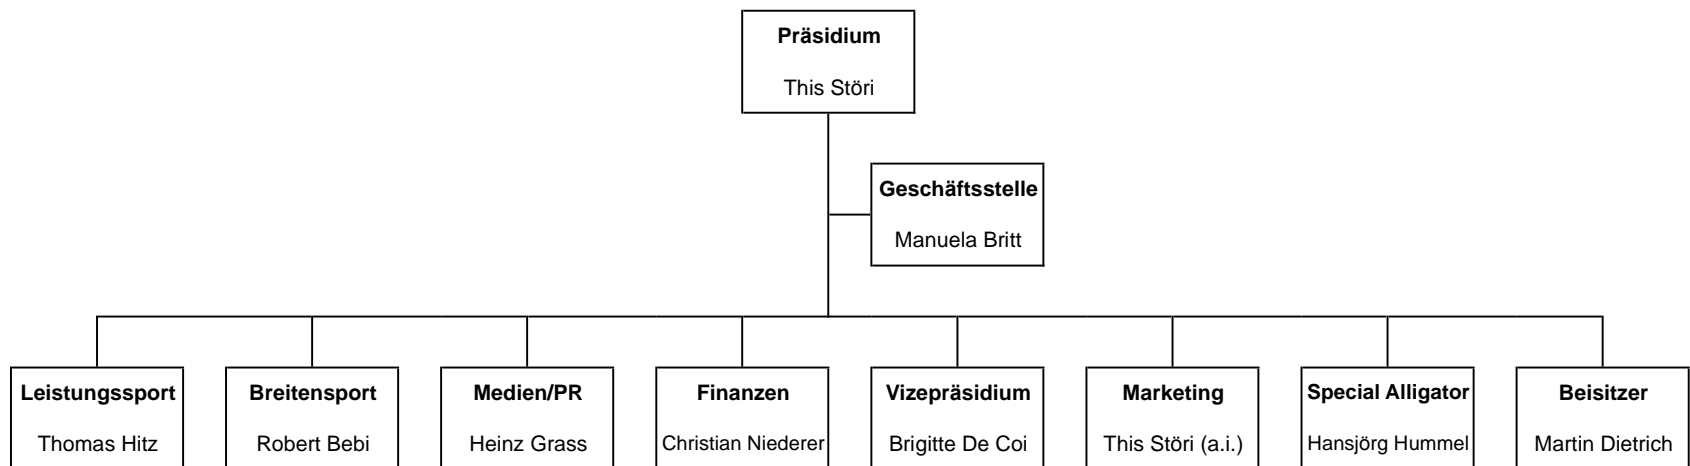 Präsidium
This Störi
Geschäftsstelle
Manuela Britt
Leistungssport
Thomas Hitz
Breitensport
Robert Bebi
Medien/PR
Heinz Grass
Finanzen
Christian Niederer
Vizepräsidium
Brigitte De Coi
Marketing
This Störi (a.i.)
Special Alligator
Hansjörg Hummel
Beisitzer
Martin Dietrich